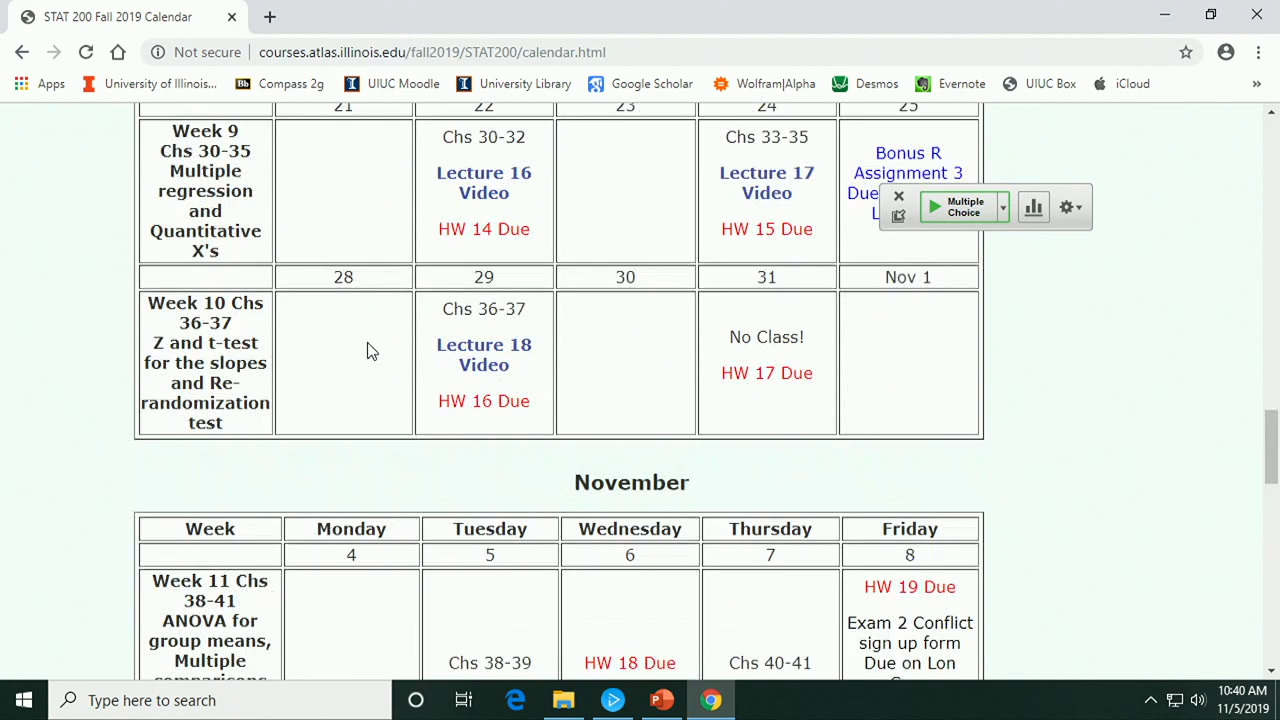 STAT 200 Fall 2019 Calendar
Not secure
courses.atlas.illinois.edu/fall2019/STAT200/calendar.html
Apps
University of Illinois...
Compass 2g
UIUC Moodle
University Library
Google Scholar
Wolfram|Alpha
Desmos
Evernote
UIUC Box
iCloud
»
21 22 23 24 25
Week 9
Chs 30-35
Multiple
regression
and
Quantitative
X's
Chs 30-32
Lecture 16
Video
HW 14 Due
Chs 33-35
Lecture 17
Video
HW 15 Due
Bonus R
Assignment 3
Due
L
Multiple
Choice
28 29 30 31 Nov 1
Week 10 Chs
36-37
Z and t-test
for the slopes
and Re-
randomization
test
Chs 36-37
Lecture 18
Video
HW 16 Due
No Class!
HW 17 Due
November
Week Monday Tuesday Wednesday Thursday Friday
4 5 6 7 8
Week 11 Chs
38-41
ANOVA for
group means,
Multiple
comparisons
Chs 38-39
HW 18 Due
Chs 40-41
HW 19 Due
Exam 2 Conflict
sign up form
Due on Lon
Type here to search
10:40 AM
11/5/2019